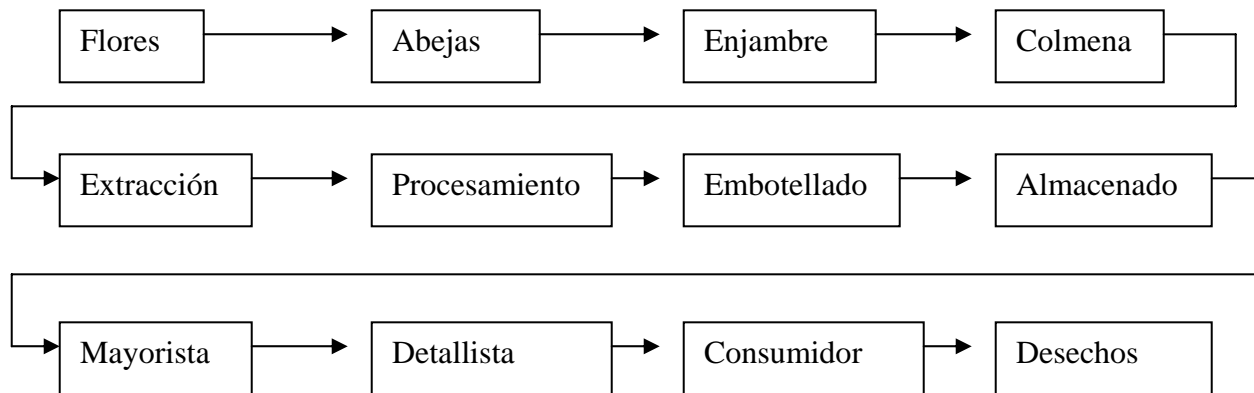 Flores Abejas Enjambre Colmena
Extracción Procesamiento Embotellado Almacenado
Mayorista Detallista Consumidor Desechos